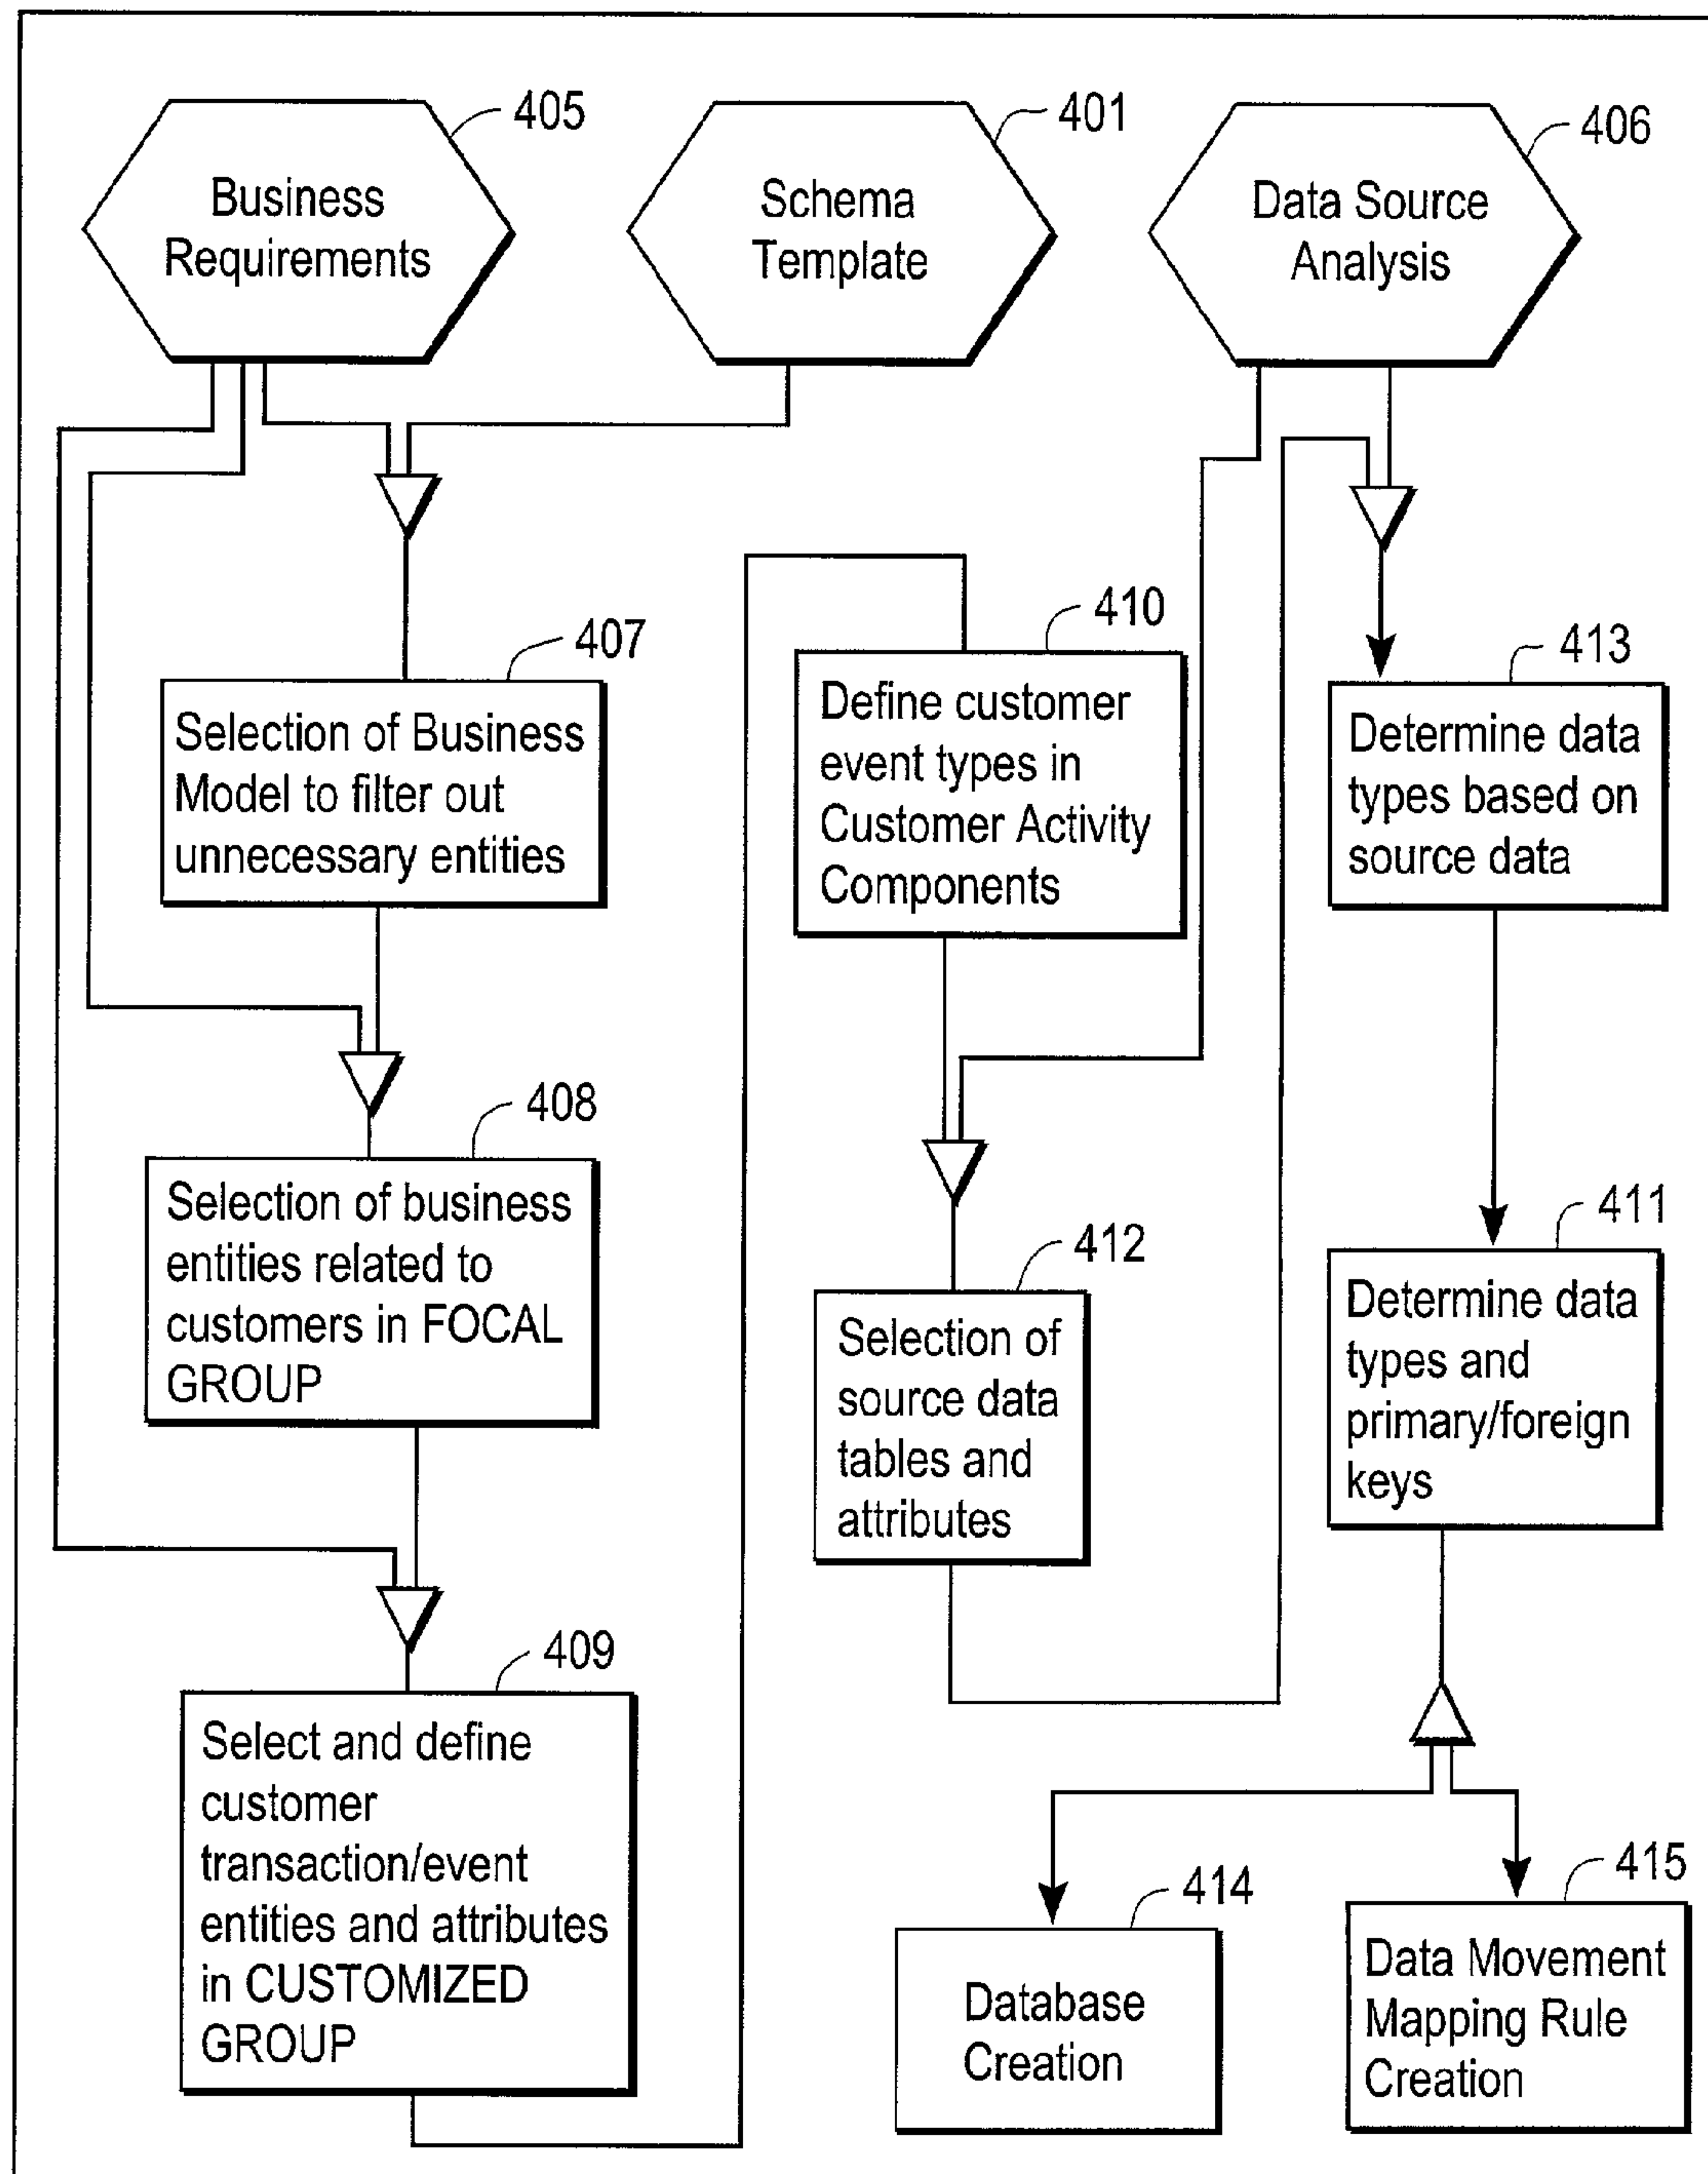 405
Business
Requirements
401
Schema
Template
406
Data Source
Analysis
407
Selection of Business
Model to filter out
unnecessary entities
410
Define customer
event types in
Customer Activity
Components
413
Determine data
types based on
source data
408
Selection of business
entities related to
customers in FOCAL
GROUP
412
Selection of
source data
tables and
attributes
411
Determine data
types and
primary/foreign
keys
409
Select and define
customer
transaction/event
entities and attributes
in CUSTOMIZED
GROUP
414
Database
Creation
415
Data Movement
Mapping Rule
Creation